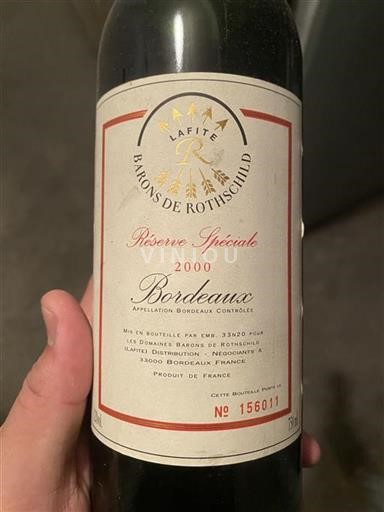 LAFITE
R
BARONS DE ROTHSCHILD
Réserve Spéciale
VINIOU
2000
Bordeaux
APPELLATION BORDEAUX CONTRÔLÉE
MIS EN BOUTEILLE PAR EMB. 33N20 POUR
LES DOMAINES BARONS DE ROTHSCHILD
(LAFITE) DISTRIBUTION - NÉGOCIANTS À
33000 BORDEAUX FRANCE
PRODUIT DE FRANCE
CETTE BOUTEILLE PORTE LE
No 156011
750 ml